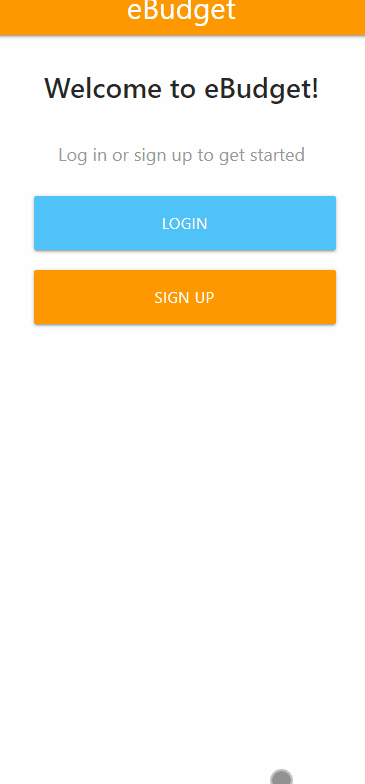 eBudget
Welcome to eBudget!
Log in or sign up to get started
LOGIN
SIGN UP